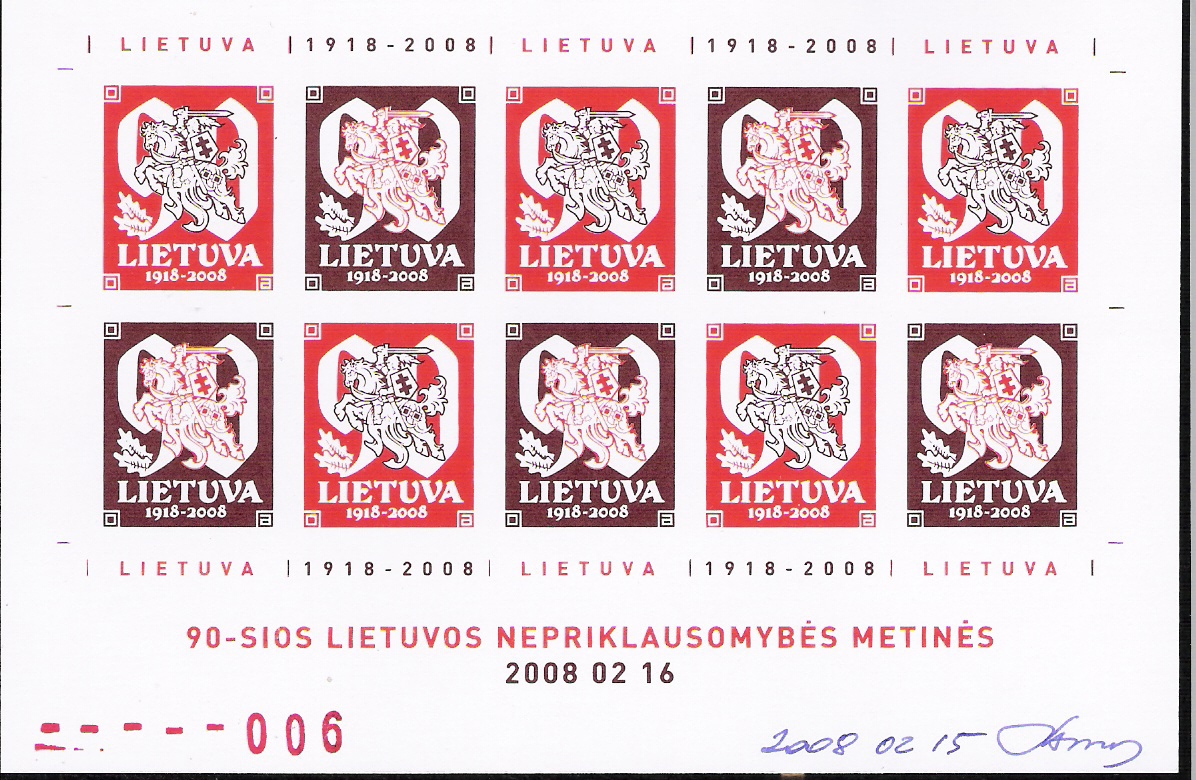 | LIETUVA | 1918-2008 | LIETUVA | 1918-2008 | LIETUVA |
LIETUVA LIETUVA LIETUVA LIETUVA LIETUVA
1918-2008 1918-2008 1918-2008 1918-2008 1918-2008
a a a a a
LIETUVA LIETUVA LIETUVA LIETUVA LIETUVA
1918-2008 1918-2008 1918-2008 1918-2008 1918-2008
a a a a a
| LIETUVA | 1918-2008 | LIETUVA | 1918-2008 | LIETUVA |
90-SIOS LIETUVOS NEPRIKLAUSOMYBĖS METINĖS
2008 02 16
006
2008 02 15